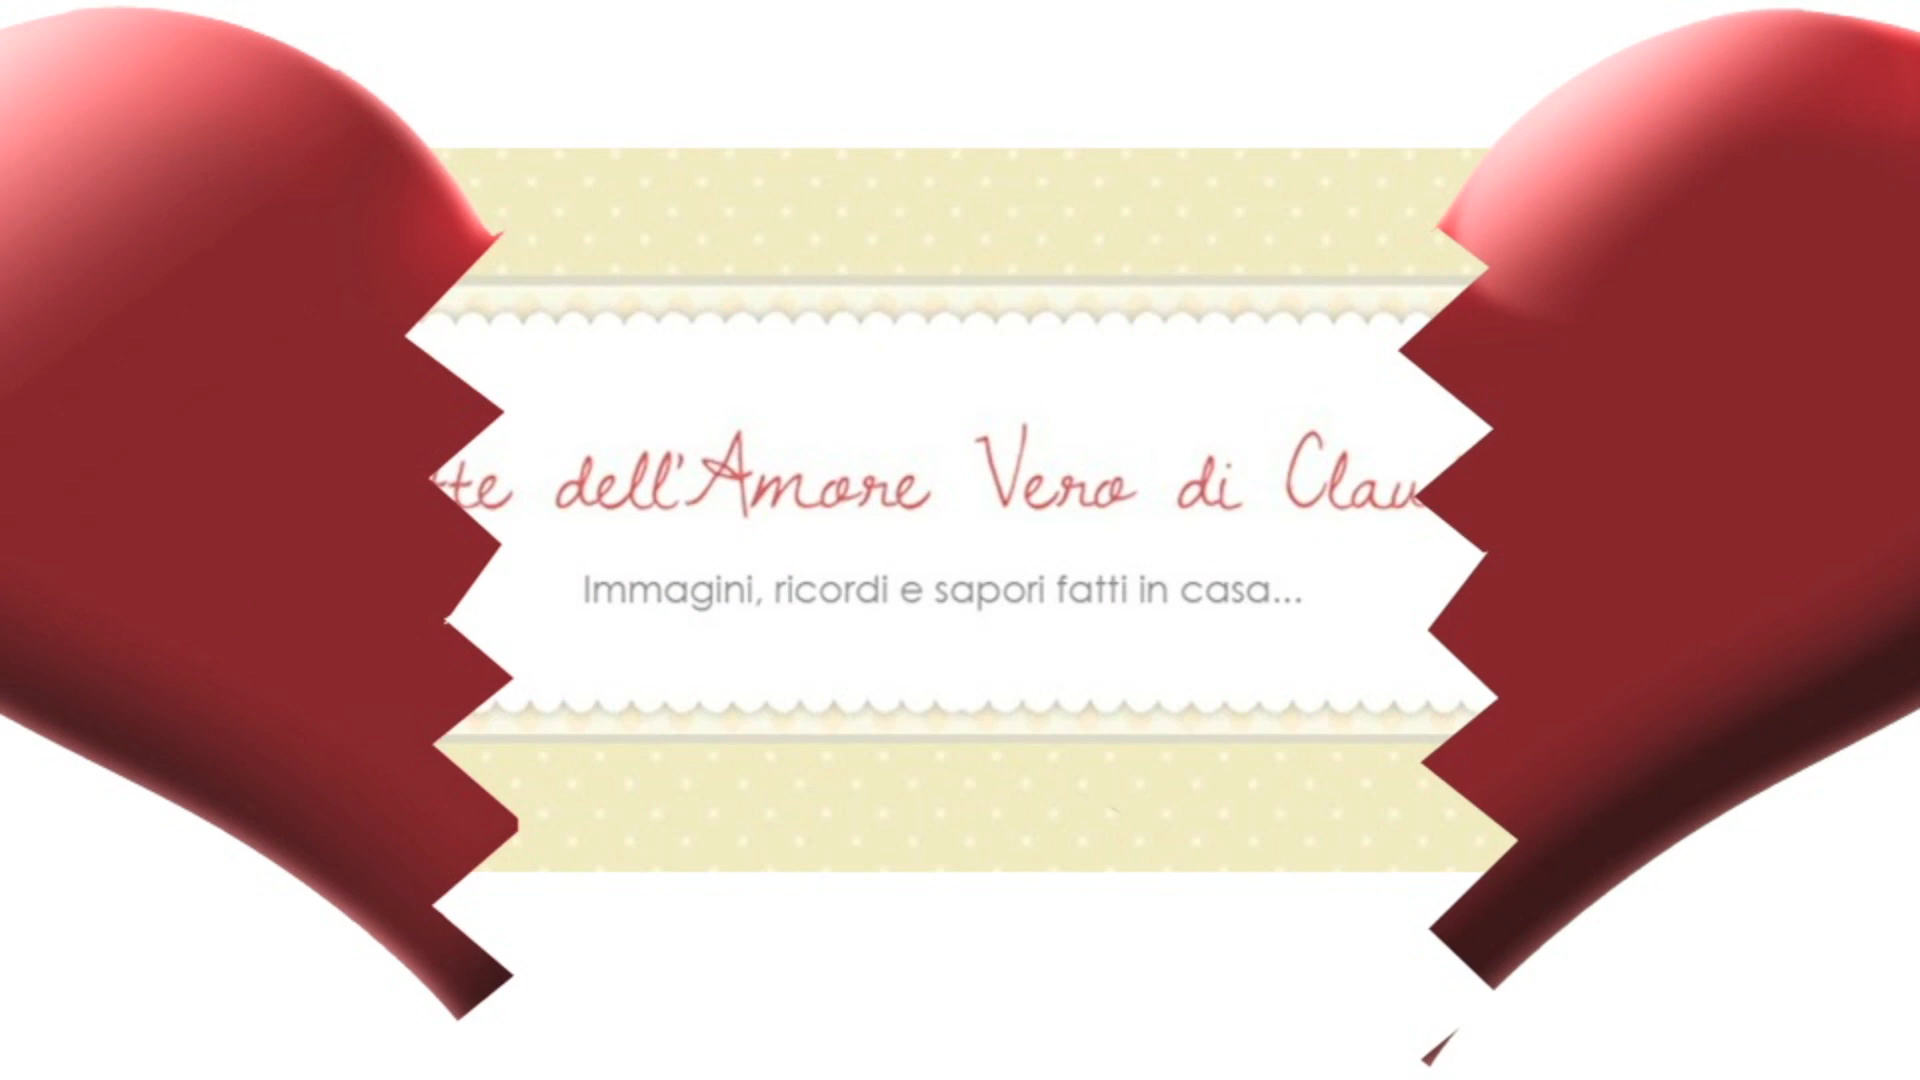 dell'Amore Vero di
Immagini, ricordi e sapori fatti in casa...